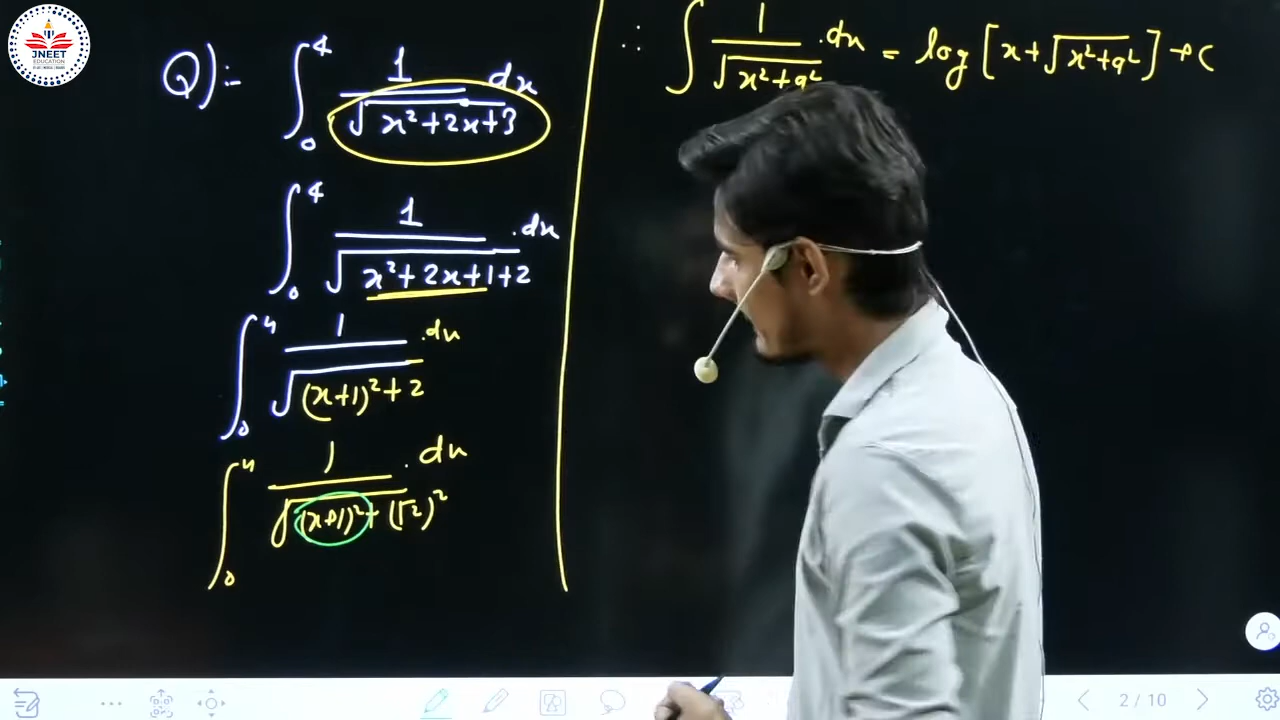 JNEET
EDUCATION
Q):- ∫₀⁴ 1/√(x²+2x+3) dx
∫₀⁴ 1/√(x²+2x+1+2) .dx
∫₀⁴ 1/√((x+1)²+2) .dx
∫₀⁴ 1/√((x+1)²+(√2)²) .dx
∴ ∫ 1/√(x²+a²) .dx = log[x+√(x²+a²)]+C
2 / 10